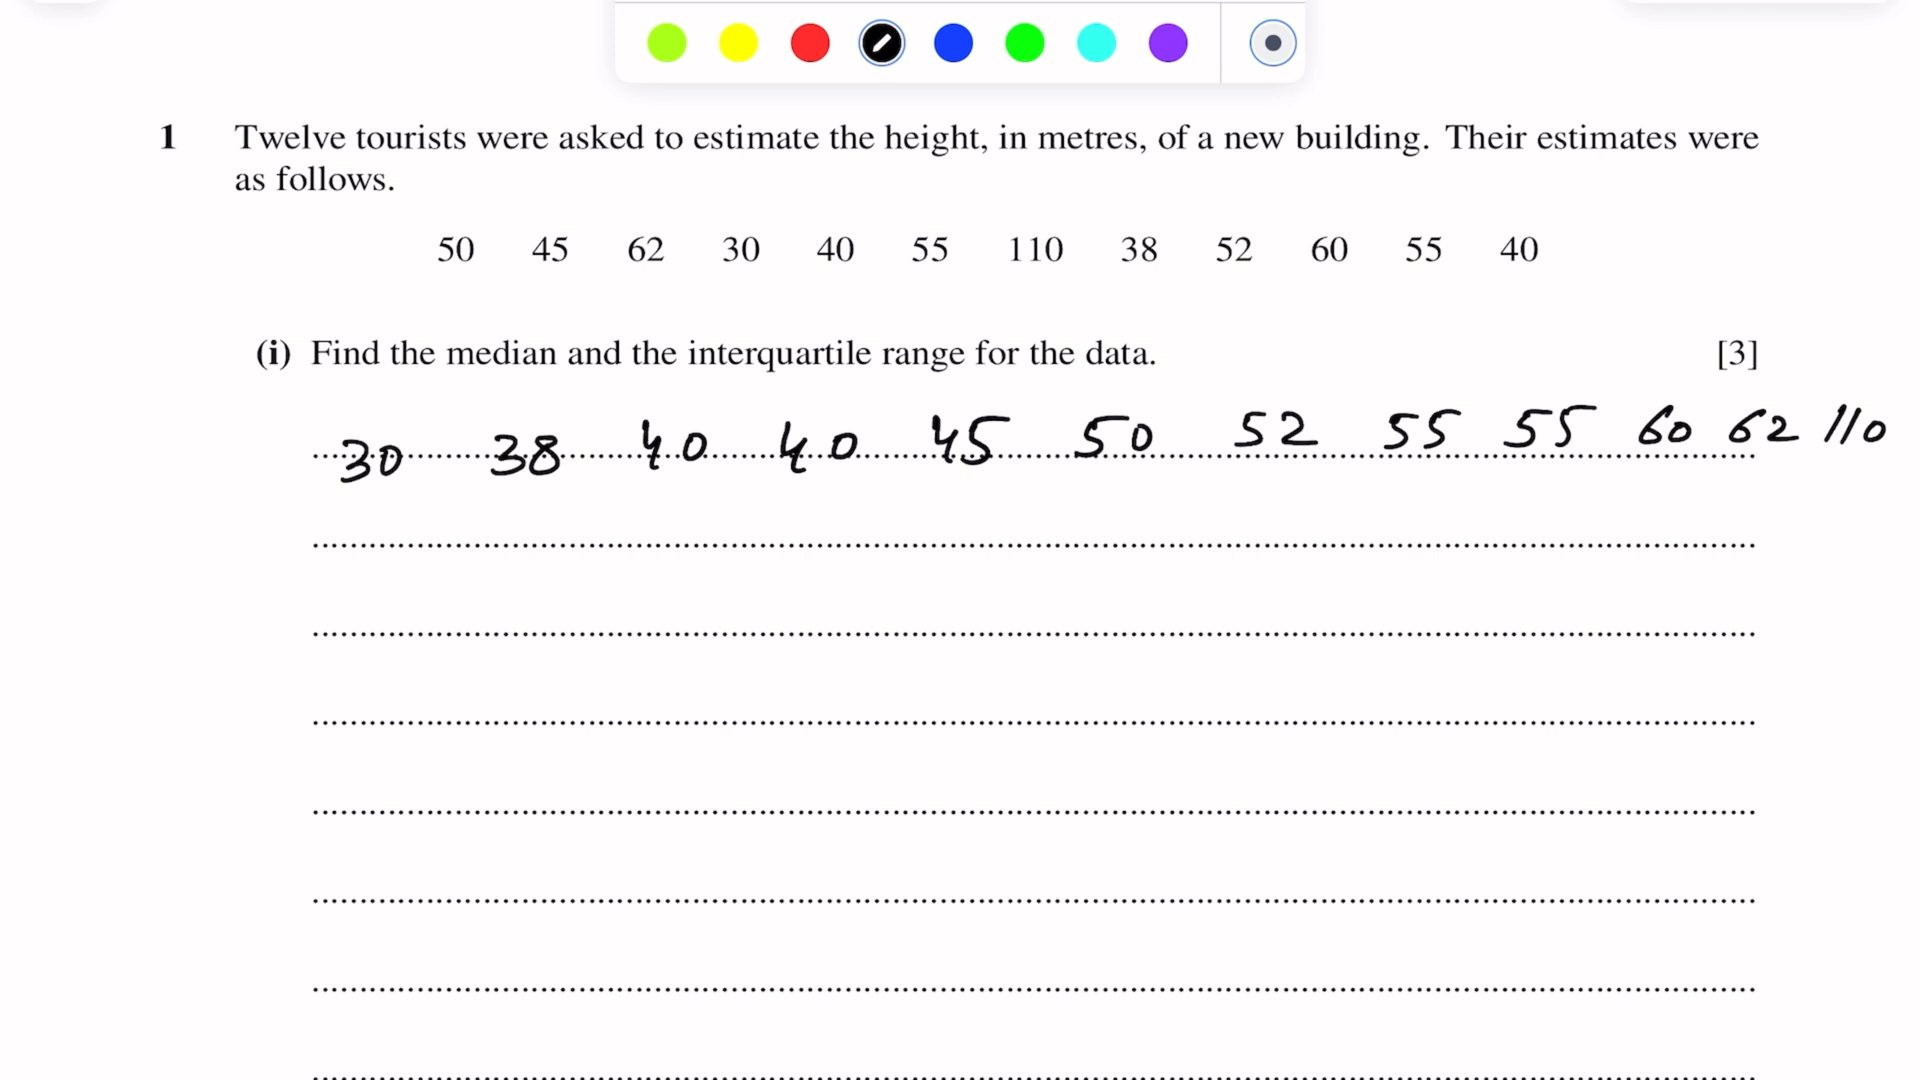 1 Twelve tourists were asked to estimate the height, in metres, of a new building. Their estimates were
as follows.
50 45 62 30 40 55 110 38 52 60 55 40
(i) Find the median and the interquartile range for the data. [3]
30 38 40 40 45 50 52 55 55 60 62 110